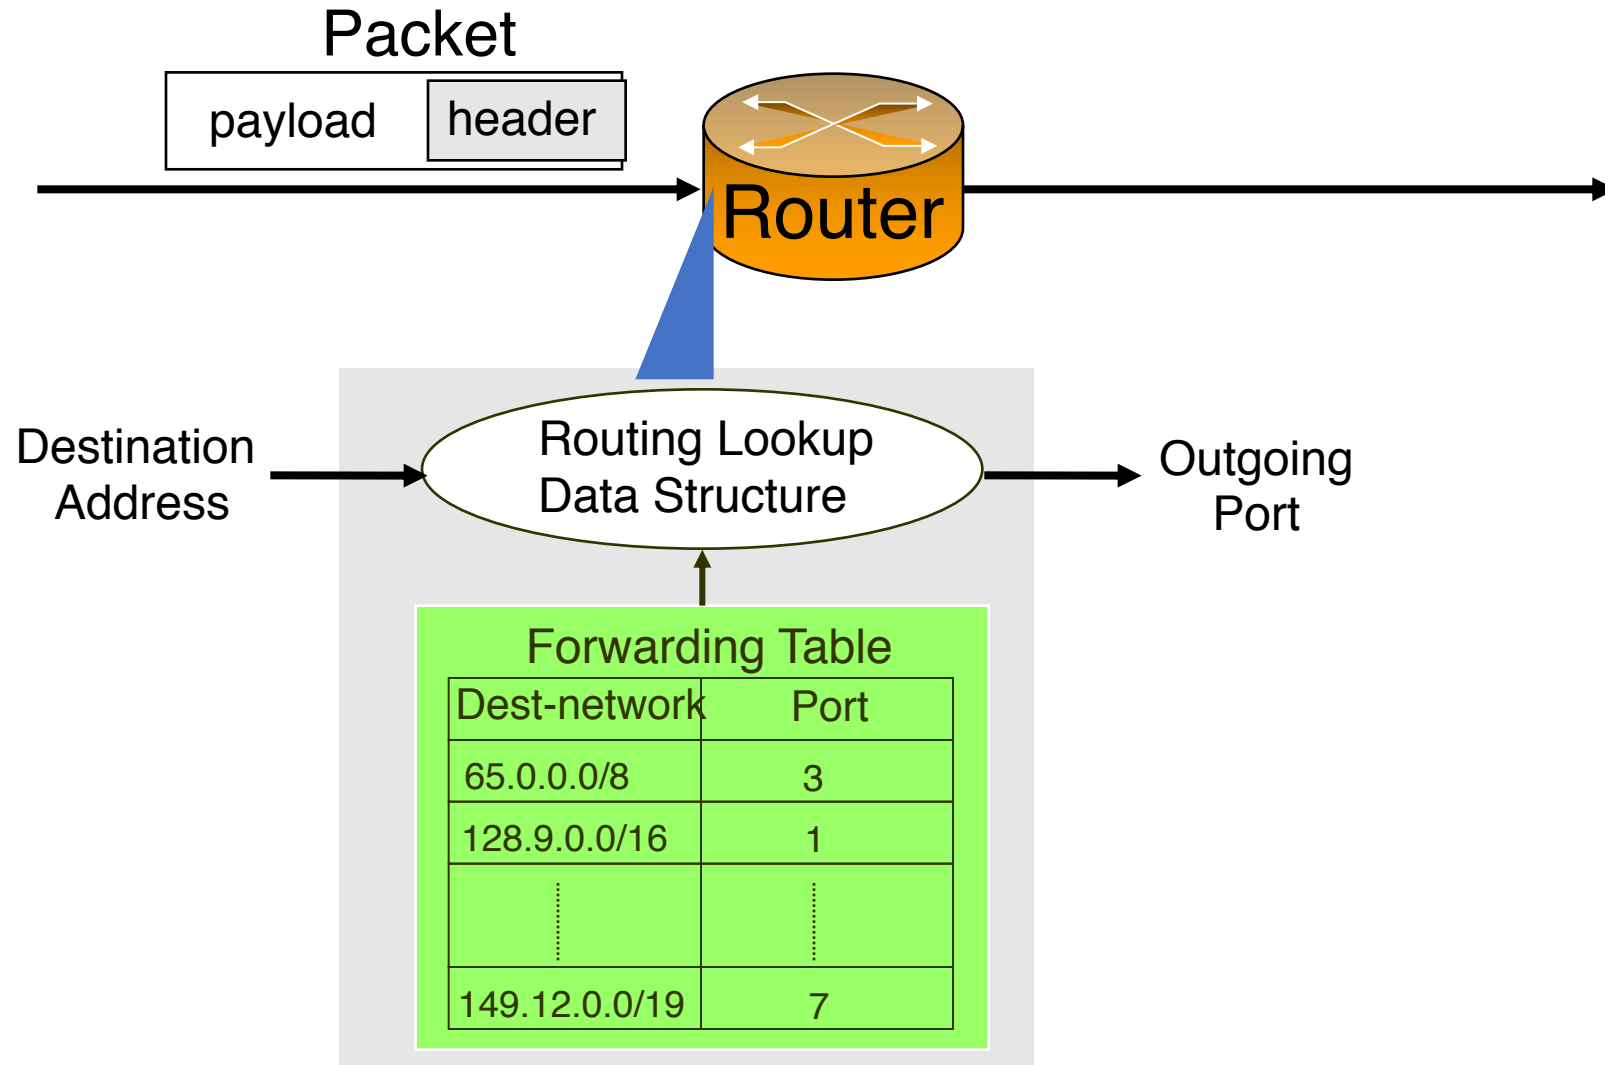 Packet
payload
header
Router
Destination
Address
Routing Lookup
Data Structure
Outgoing
Port
Forwarding Table
Dest-network Port
65.0.0.0/8 3
128.9.0.0/16 1
149.12.0.0/19 7